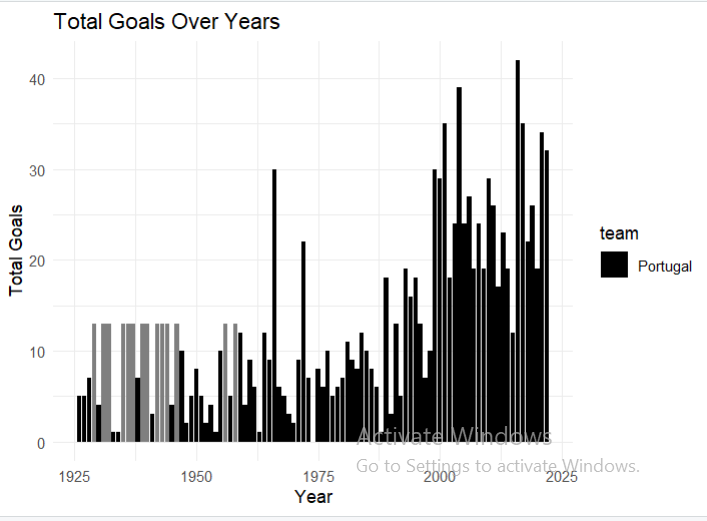 Total Goals Over Years
Total Goals
40
30
20
10
0
1925 1950 1975 2000 2025
Year
team
Portugal
Activate Windows
Go to Settings to activate Windows.